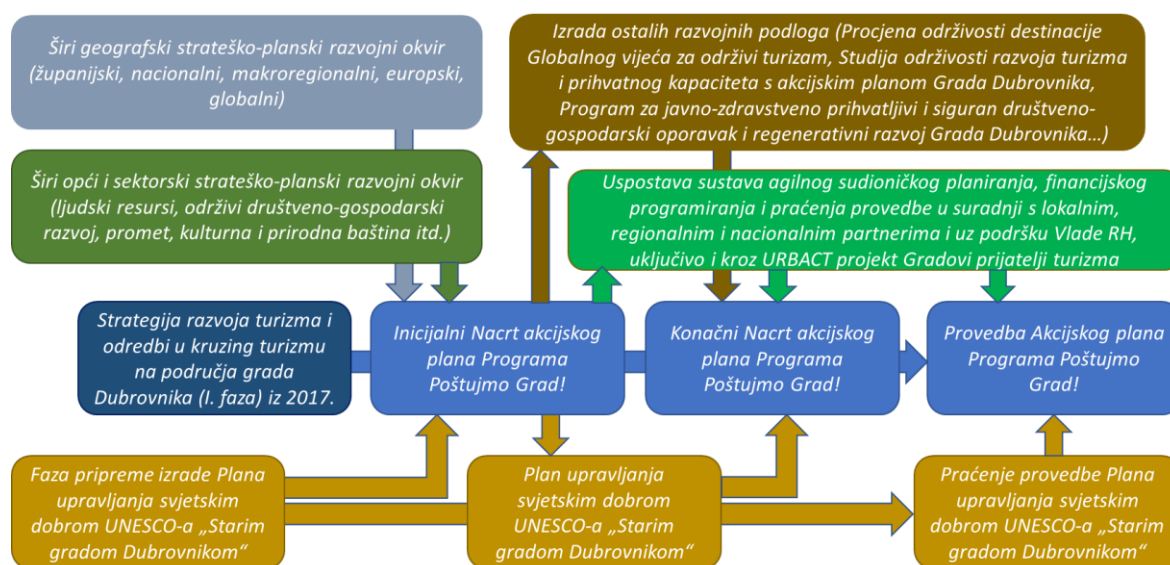 Širi geografski strateško-planski razvojni okvir
(županijski, nacionalni, makroregionalni, europski,
globalni)
Izrada ostalih razvojnih podloga (Procjena održivosti destinacije
Globalnog vijeća za održivi turizam, Studija održivosti razvoja turizma
i prihvatnog kapaciteta s akcijskim planom Grada Dubrovnika,
Program za javno-zdravstveno prihvatljivi i siguran društveno-
gospodarski oporavak i regenerativni razvoj Grada Dubrovnika...)
Širi opći i sektorski strateško-planski razvojni okvir
(ljudski resursi, održivi društveno-gospodarski
razvoj, promet, kulturna i prirodna baština itd.)
Uspostava sustava agilnog sudioničkog planiranja, financijskog
programiranja i praćenja provedbe u suradnji s lokalnim,
regionalnim i nacionalnim partnerima i uz podršku Vlade RH,
uključivo i kroz URBACT projekt Gradovi prijatelji turizma
Strategija razvoja turizma i
odredbi u kruzing turizmu
na područja grada
Dubrovnika (I. faza) iz 2017.
Inicijalni Nacrt akcijskog
plana Programa
Poštujmo Grad!
Konačni Nacrt akcijskog
plana Programa
Poštujmo Grad!
Provedba Akcijskog plana
Programa Poštujmo
Grad!
Faza pripreme izrade Plana
upravljanja svjetskim
dobrom UNESCO-a „Starim
gradom Dubrovnikom“
Plan upravljanja
svjetskim dobrom
UNESCO-a „Starim
gradom Dubrovnikom“
Praćenje provedbe Plana
upravljanja svjetskim
dobrom UNESCO-a „Starim
gradom Dubrovnikom“